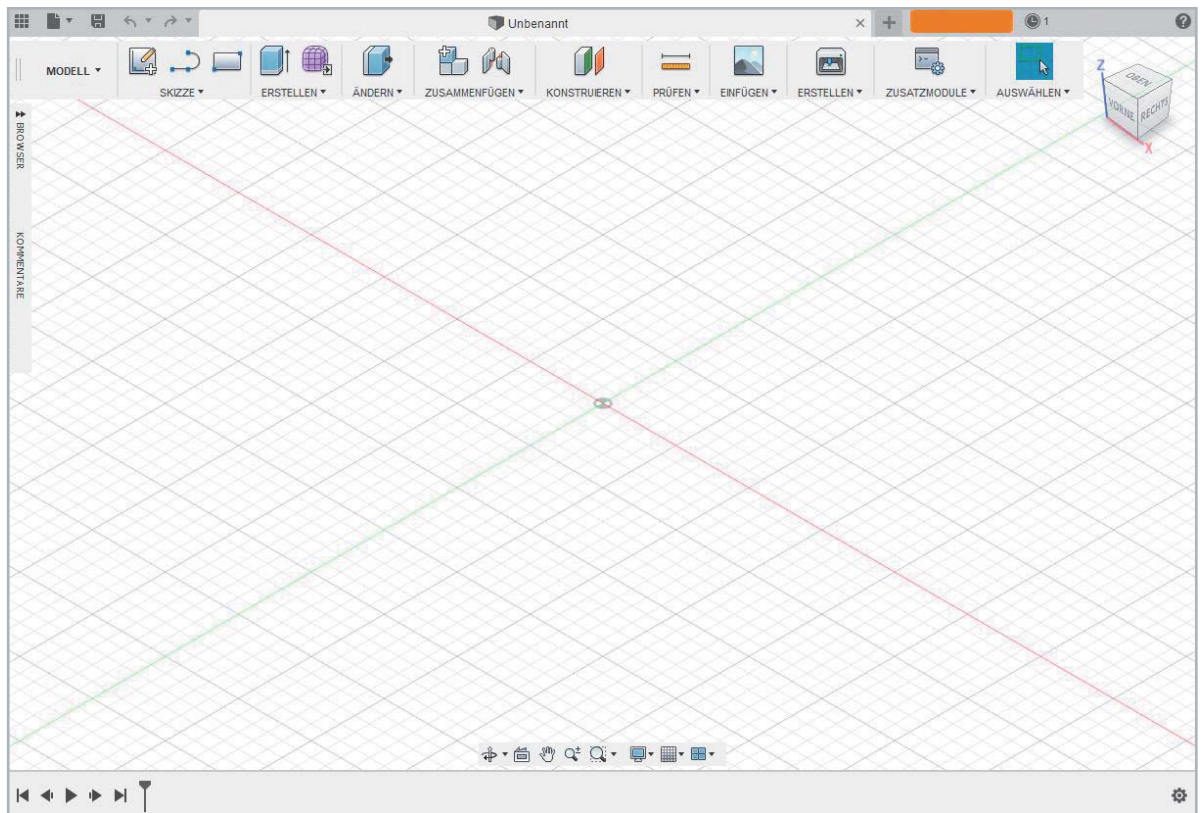 Unbenannt
1
MODELL
SKIZZE
ERSTELLEN
ÄNDERN
ZUSAMMENFÜGEN
KONSTRUIEREN
PRÜFEN
EINFÜGEN
ERSTELLEN
ZUSATZMODULE
AUSWÄHLEN
Z
OBEN
VORNE
RECHTS
X
BROWSER
KOMMENTARE